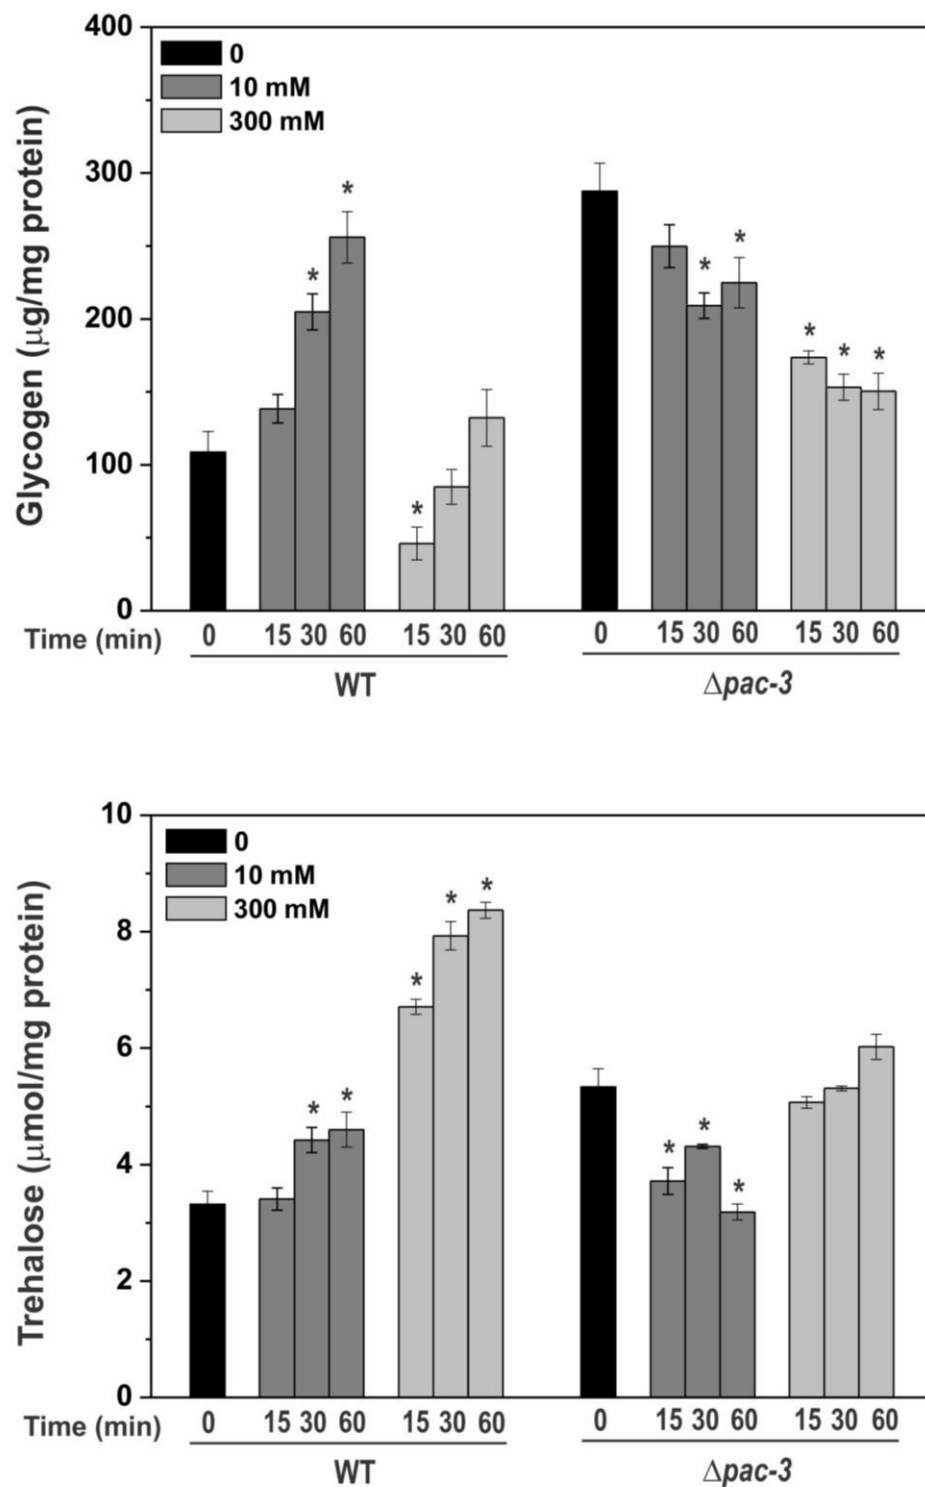 400
0
10 mM
300 mM
300
200
100
0
Glycogen (μg/mg protein)
* * * * * * * *
Time (min) 0 15 30 60 15 30 60 0 15 30 60 15 30 60
WT Δpac-3
10
0
10 mM
300 mM
8
6
4
2
0
Trehalose (μmol/mg protein)
* * * * * * * *
Time (min) 0 15 30 60 15 30 60 0 15 30 60 15 30 60
WT Δpac-3